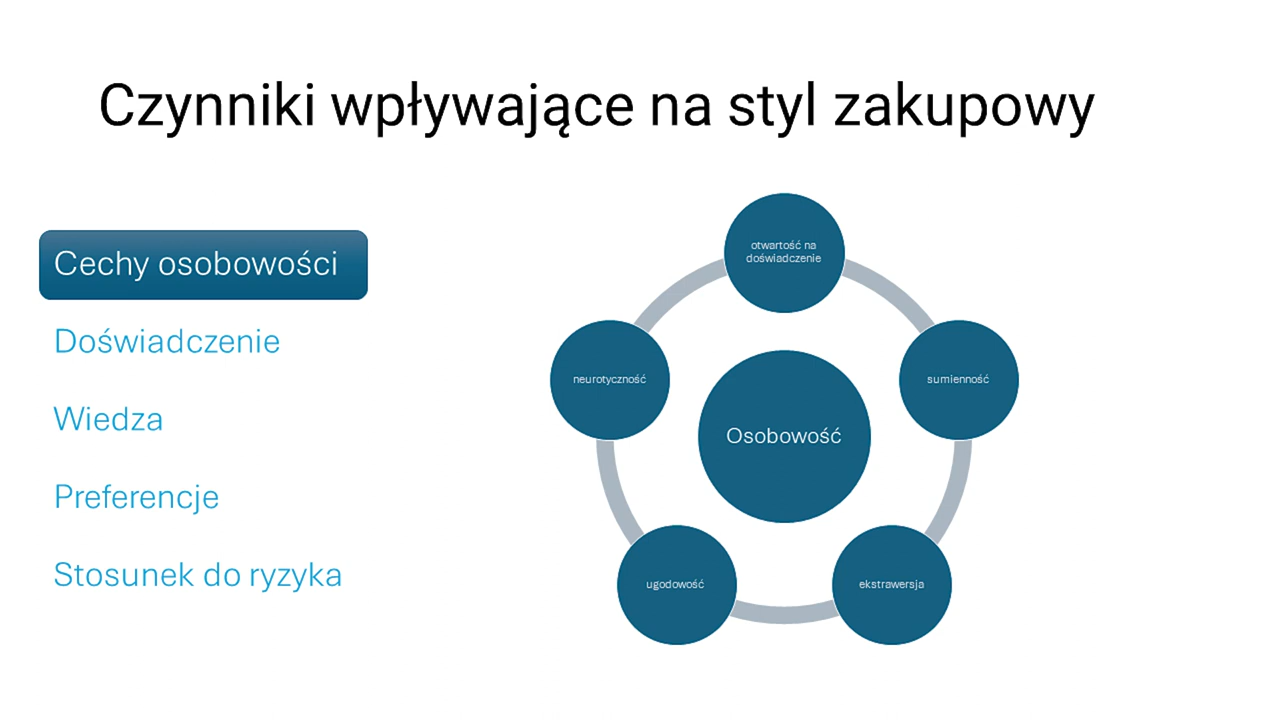 Czynniki wpływające na styl zakupowy
Cechy osobowości
Doświadczenie
Wiedza
Preferencje
Stosunek do ryzyka
otwartość na
doświadczenie
sumienność
ekstrawersja
ugodowość
neurotyczność
Osobowość